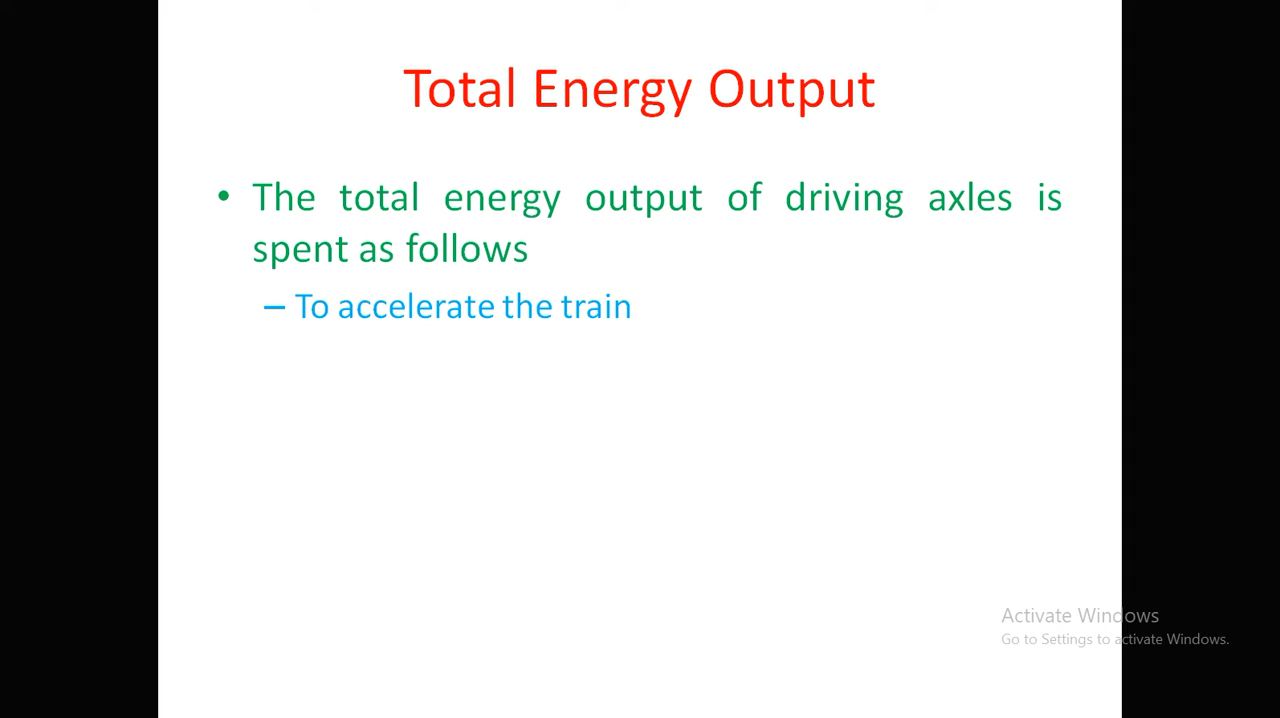 Total Energy Output
• The total energy output of driving axles is
spent as follows
– To accelerate the train
Activate Windows
Go to Settings to activate Windows.